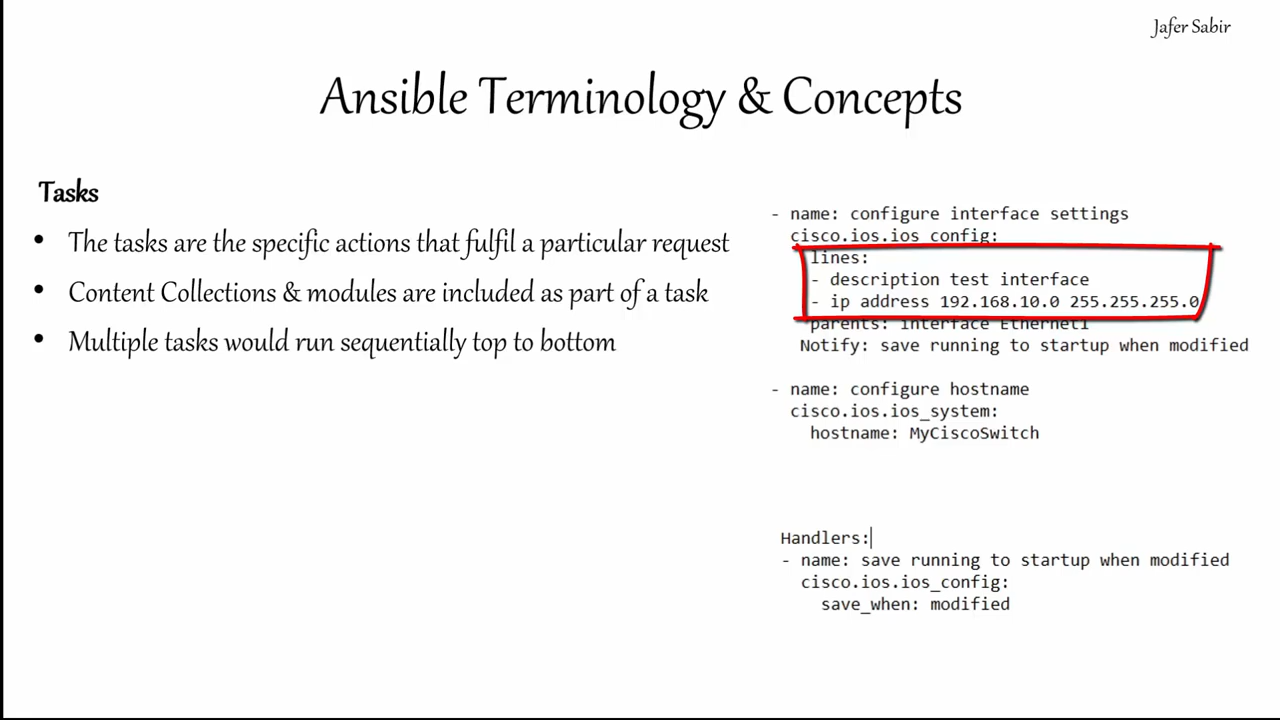 Jafer Sabir
Ansible Terminology & Concepts
Tasks
• The tasks are the specific actions that fulfil a particular request
• Content Collections & modules are included as part of a task
• Multiple tasks would run sequentially top to bottom
- name: configure interface settings
cisco.ios.ios_config:
lines:
- description test interface
- ip address 192.168.10.0 255.255.255.0
parents: interface Ethernet1
Notify: save running to startup when modified
- name: configure hostname
cisco.ios.ios_system:
hostname: MyCiscoSwitch
Handlers:
- name: save running to startup when modified
cisco.ios.ios_config:
save_when: modified